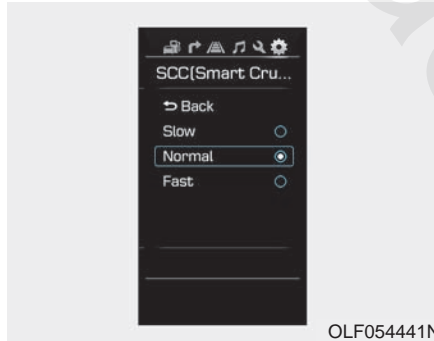 SCC(Smart Cru...
Back
Slow
Normal
Fast
OLF054441N